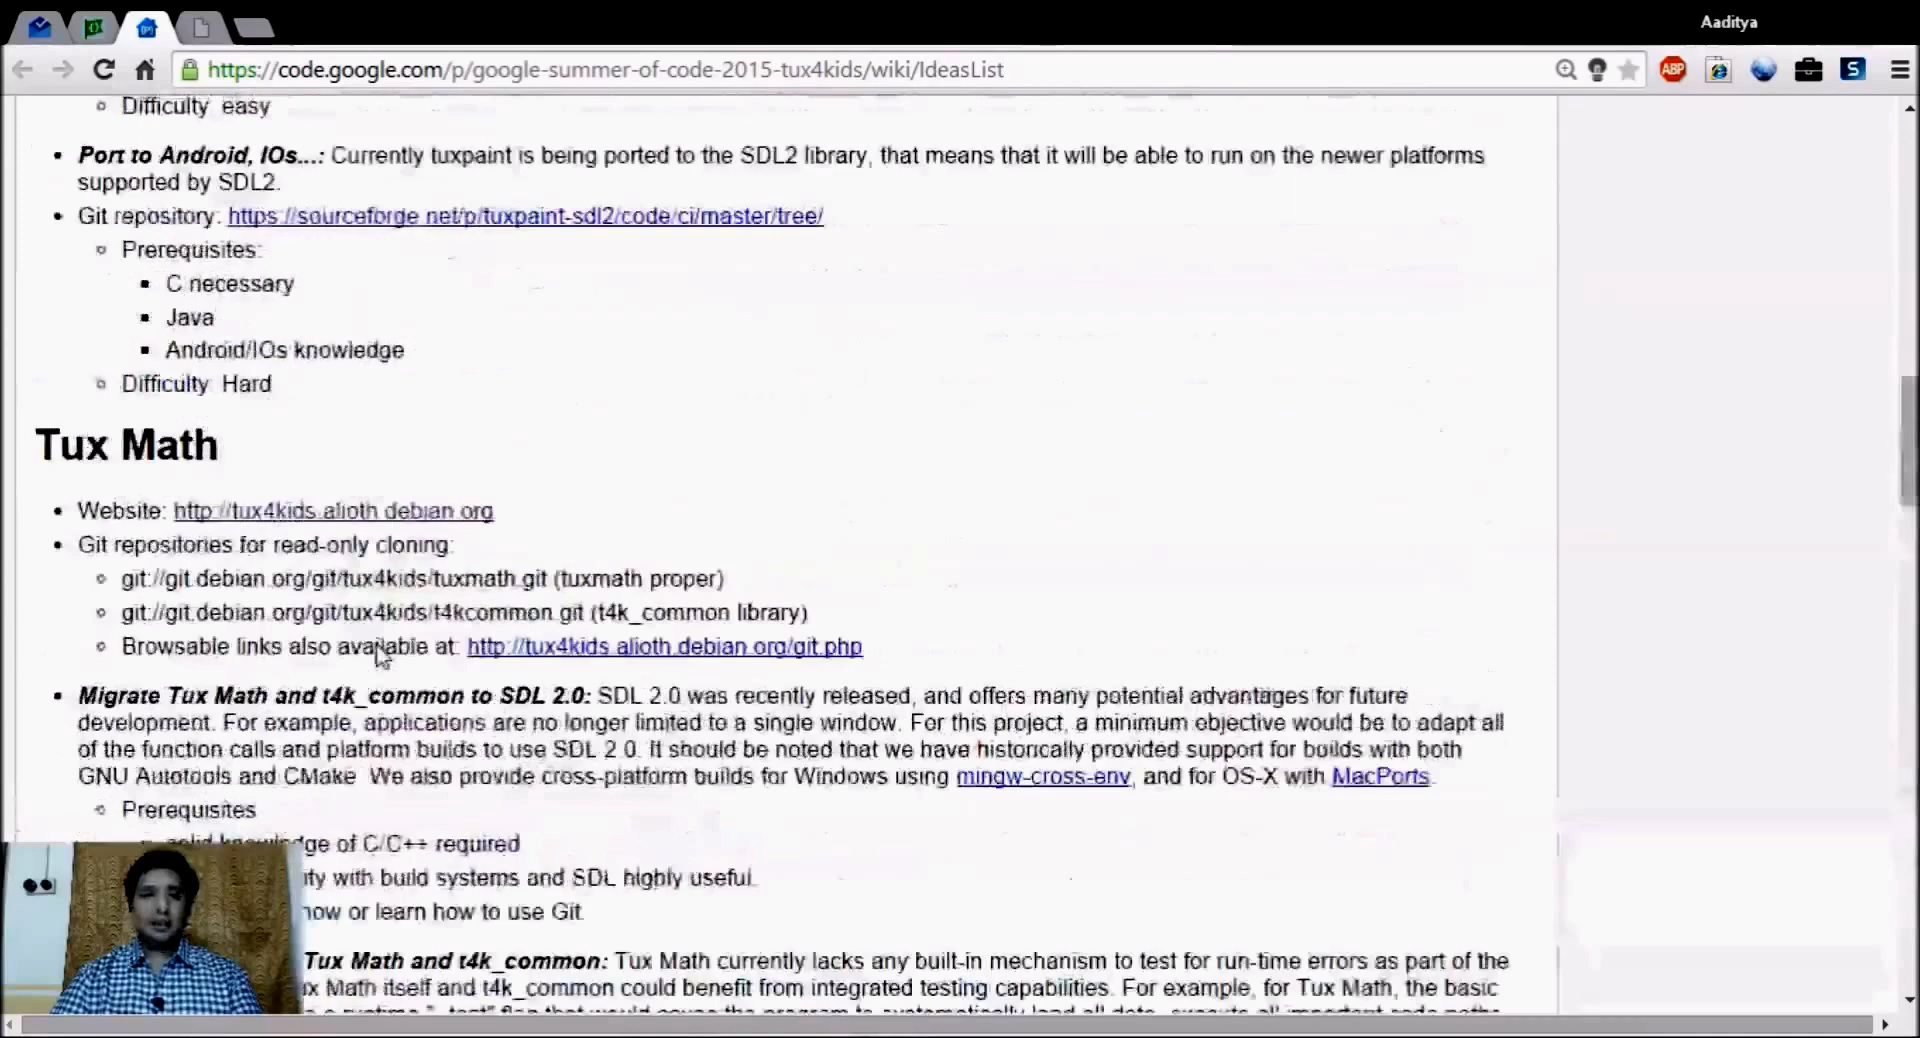 Aaditya
https://code.google.com/p/google-summer-of-code-2015-tux4kids/wiki/IdeasList
ABP
S
Difficulty easy
Port to Android, IOs...: Currently tuxpaint is being ported to the SDL2 library, that means that it will be able to run on the newer platforms
supported by SDL2.
Git repository: https://sourceforge.net/p/tuxpaint-sdl2/code/ci/master/tree/
Prerequisites:
C necessary
Java
Android/IOs knowledge
Difficulty Hard
Tux Math
Website: http://tux4kids.alioth.debian.org
Git repositories for read-only cloning:
git://git.debian.org/git/tux4kids/tuxmath.git (tuxmath proper)
git://git.debian.org/git/tux4kids/t4kcommon.git (t4k_common library)
Browsable links also available at: http://tux4kids.alioth.debian.org/git.php
Migrate Tux Math and t4k_common to SDL 2.0: SDL 2.0 was recently released, and offers many potential advantages for future
development. For example, applications are no longer limited to a single window. For this project, a minimum objective would be to adapt all
of the function calls and platform builds to use SDL 2.0. It should be noted that we have historically provided support for builds with both
GNU Autotools and CMake. We also provide cross-platform builds for Windows using mingw-cross-env, and for OS-X with MacPorts.
Prerequisites
solid knowledge of C/C++ required
ity with build systems and SDL highly useful.
now or learn how to use Git.
Tux Math and t4k_common: Tux Math currently lacks any built-in mechanism to test for run-time errors as part of the
x Math itself and t4k_common could benefit from integrated testing capabilities. For example, for Tux Math, the basic